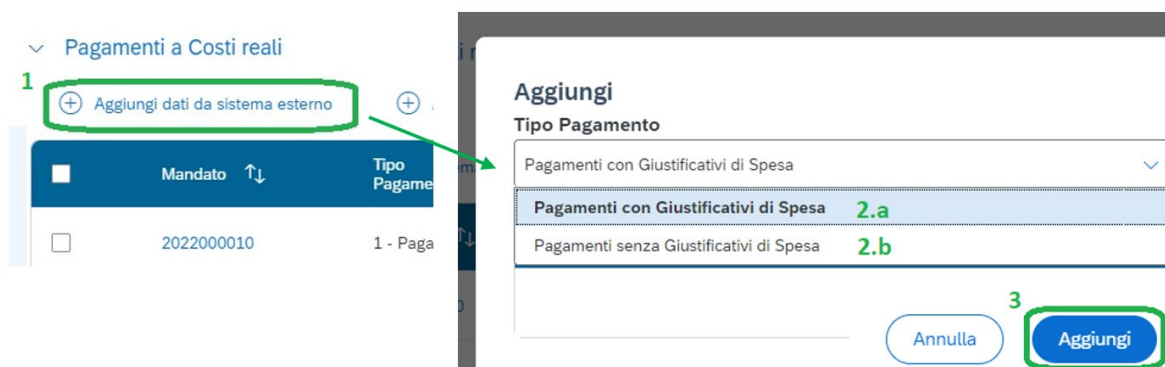 Pagamenti a Costi reali
1
Aggiungi dati da sistema esterno
Mandato
Tipo
Pagame
2022000010
1 - Paga
Aggiungi
Tipo Pagamento
Pagamenti con Giustificativi di Spesa
Pagamenti con Giustificativi di Spesa 2.a
Pagamenti senza Giustificativi di Spesa 2.b
3
Annulla
Aggiungi